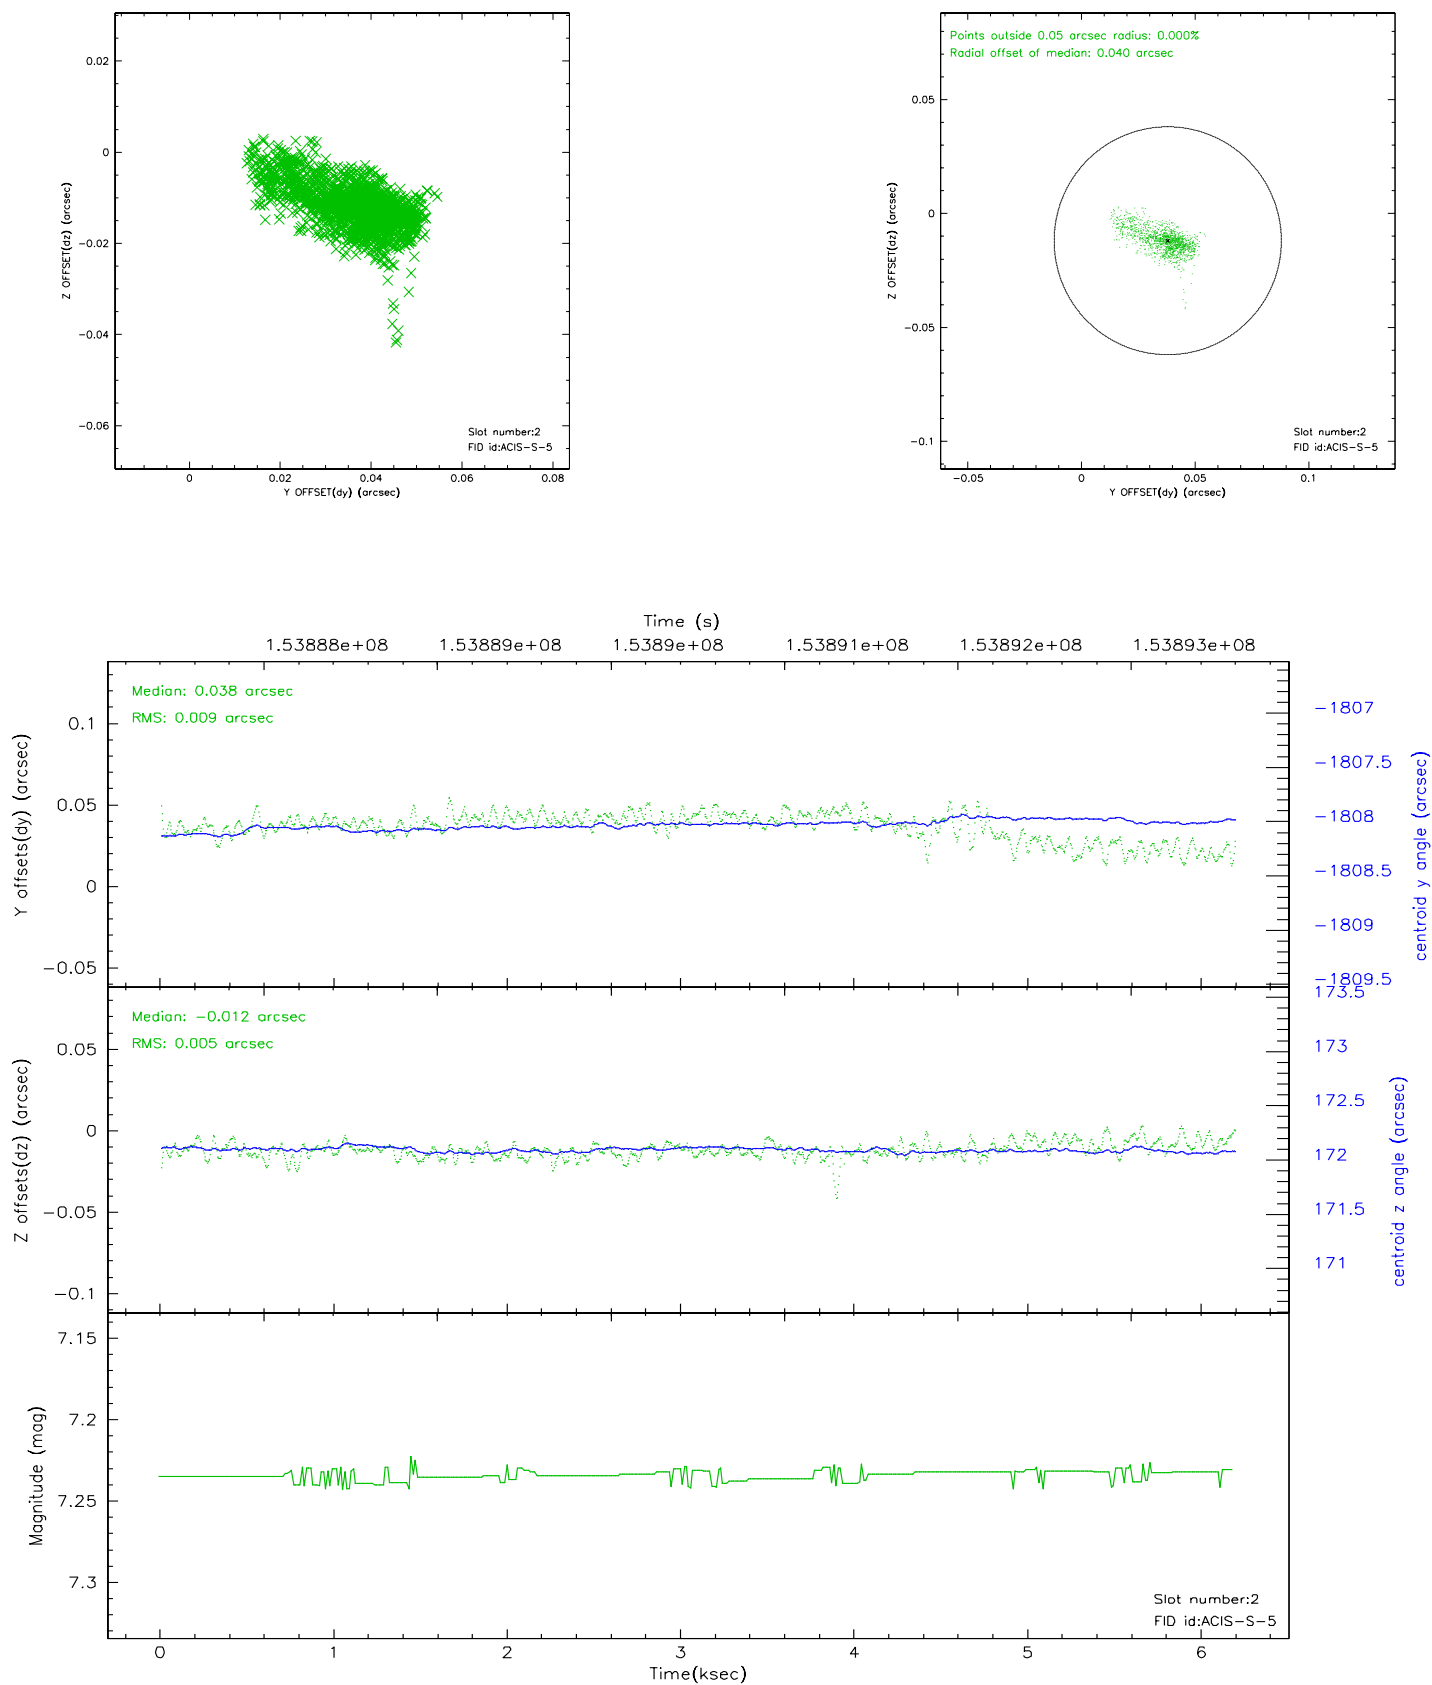 0.02
0
-0.02
-0.04
-0.06
Z OFFSET(dz) (arcsec)
Slot number:2
FID id:ACIS-S-5
0 0.02 0.04 0.06 0.08
Y OFFSET(dy) (arcsec)
Points outside 0.05 arcsec radius: 0.000%
Radial offset of median: 0.040 arcsec
0.05
0
-0.05
-0.1
Z OFFSET(dz) (arcsec)
Slot number:2
FID id:ACIS-S-5
-0.05 0 0.05 0.1
Y OFFSET(dy) (arcsec)
Time (s)
1.53888e+08 1.53889e+08 1.5389e+08 1.53891e+08 1.53892e+08 1.53893e+08
Median: 0.038 arcsec
RMS: 0.009 arcsec
0.1
0.05
0
-0.05
Y offsets(dy) (arcsec)
-1807
-1807.5
-1808
-1808.5
-1809
-1809.5
centroid y angle (arcsec)
Median: -0.012 arcsec
RMS: 0.005 arcsec
0.05
0
-0.05
-0.1
Z offsets(dz) (arcsec)
173.5
173
172.5
172
171.5
171
centroid z angle (arcsec)
7.15
7.2
7.25
7.3
Magnitude (mag)
Slot number:2
FID id:ACIS-S-5
0 1 2 3 4 5 6
Time(ksec)